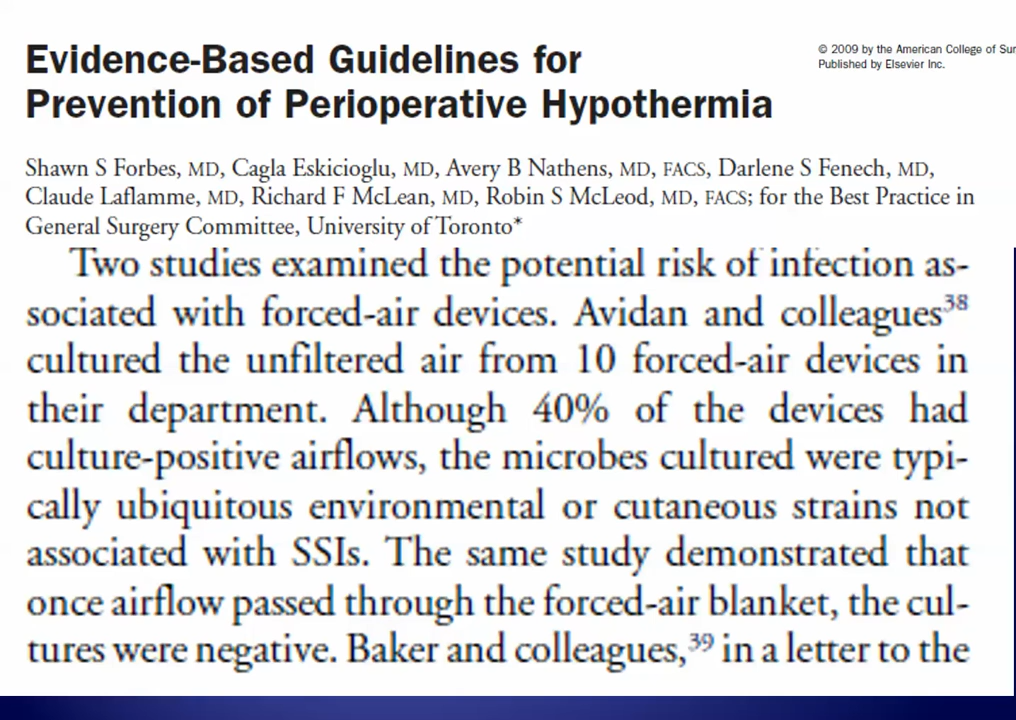 Evidence-Based Guidelines for
Prevention of Perioperative Hypothermia
© 2009 by the American College of Sur
Published by Elsevier Inc.
Shawn S Forbes, MD, Cagla Eskicioglu, MD, Avery B Nathens, MD, FACS, Darlene S Fenech, MD,
Claude Laflamme, MD, Richard F McLean, MD, Robin S McLeod, MD, FACS; for the Best Practice in
General Surgery Committee, University of Toronto*
Two studies examined the potential risk of infection as-
sociated with forced-air devices. Avidan and colleagues38
cultured the unfiltered air from 10 forced-air devices in
their department. Although 40% of the devices had
culture-positive airflows, the microbes cultured were typi-
cally ubiquitous environmental or cutaneous strains not
associated with SSIs. The same study demonstrated that
once airflow passed through the forced-air blanket, the cul-
tures were negative. Baker and colleagues,39 in a letter to the